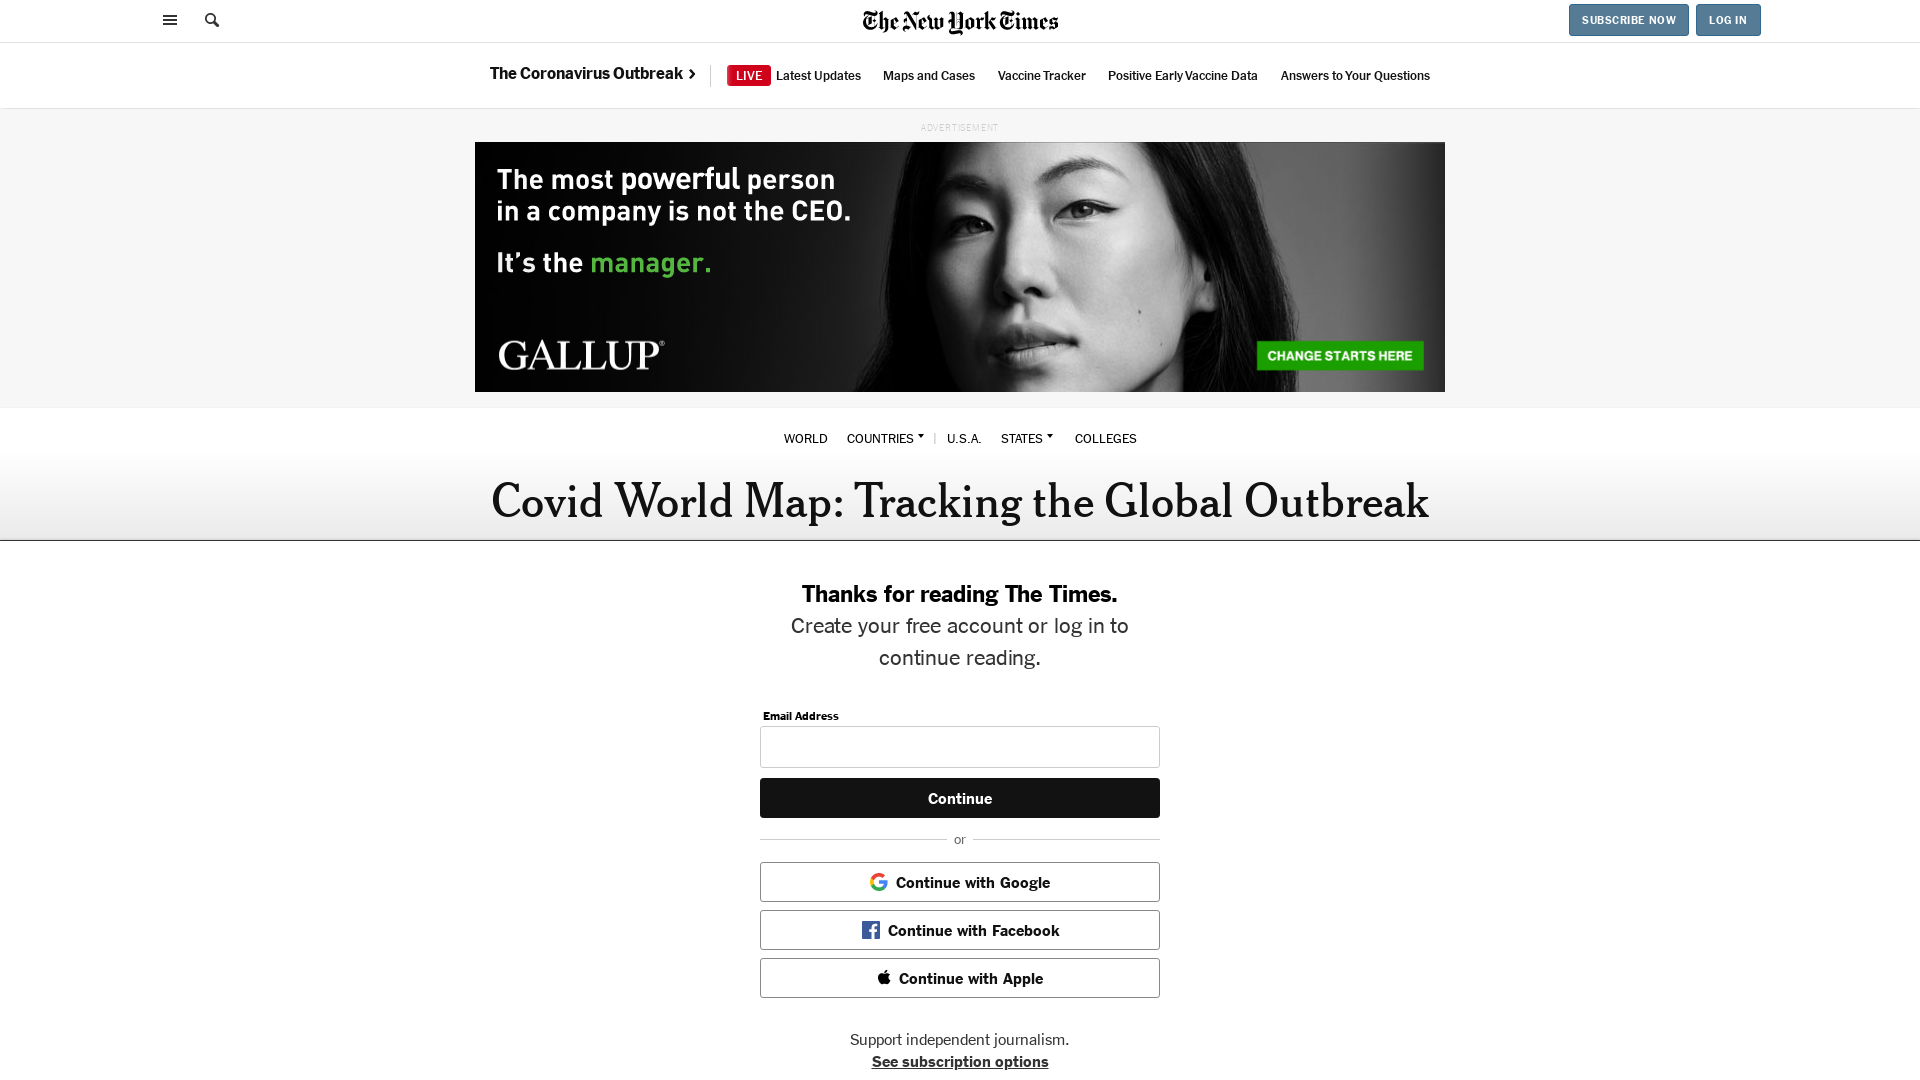 The New York Times
SUBSCRIBE NOW
LOG IN
The Coronavirus Outbreak
LIVE Latest Updates
Maps and Cases
Vaccine Tracker
Positive Early Vaccine Data
Answers to Your Questions
ADVERTISEMENT
The most powerful person
in a company is not the CEO.
It's the manager.
GALLUP®
CHANGE STARTS HERE
WORLD
COUNTRIES
U.S.A.
STATES
COLLEGES
Covid World Map: Tracking the Global Outbreak
Thanks for reading The Times.
Create your free account or log in to
continue reading.
Email Address
Continue
or
Continue with Google
Continue with Facebook
Continue with Apple
Support independent journalism.
See subscription options